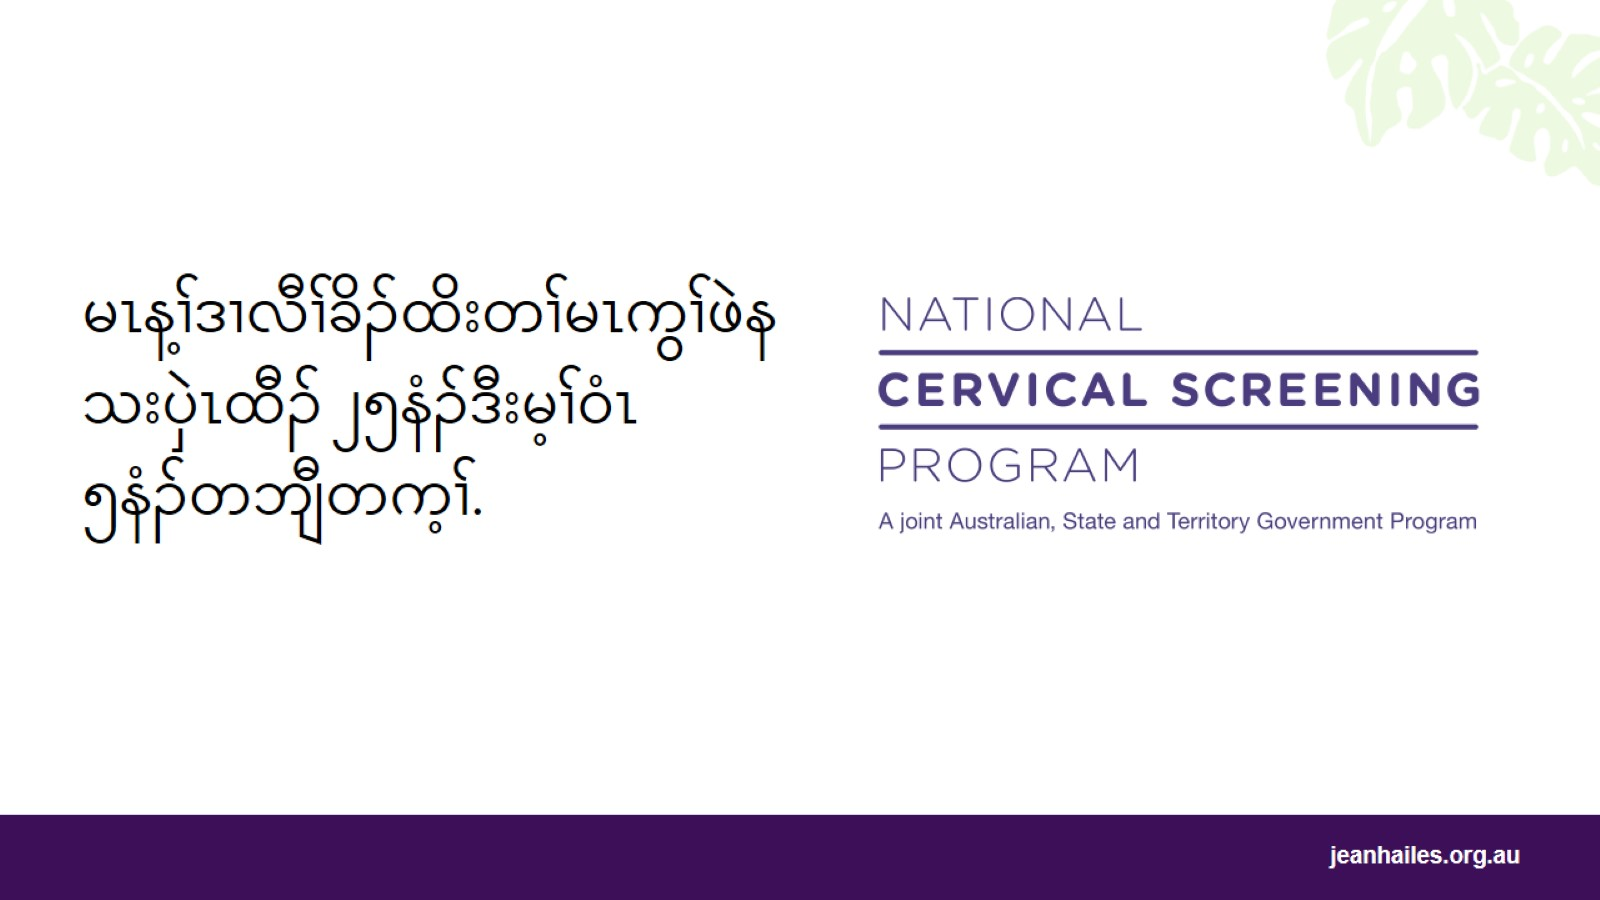 မၤန့ၢ်ဒၢလီၢ်ခိၣ်ထိးတၢ်မၤကွၢ်ဖဲန
သးပှဲၤထီၣ် ၂၅နံၣ်ဒီးမ့ၢ်ဝံၤ
၅နံၣ်တဘျီတက့ၢ်.
NATIONAL
CERVICAL SCREENING
PROGRAM
A joint Australian, State and Territory Government Program
jeanhailes.org.au